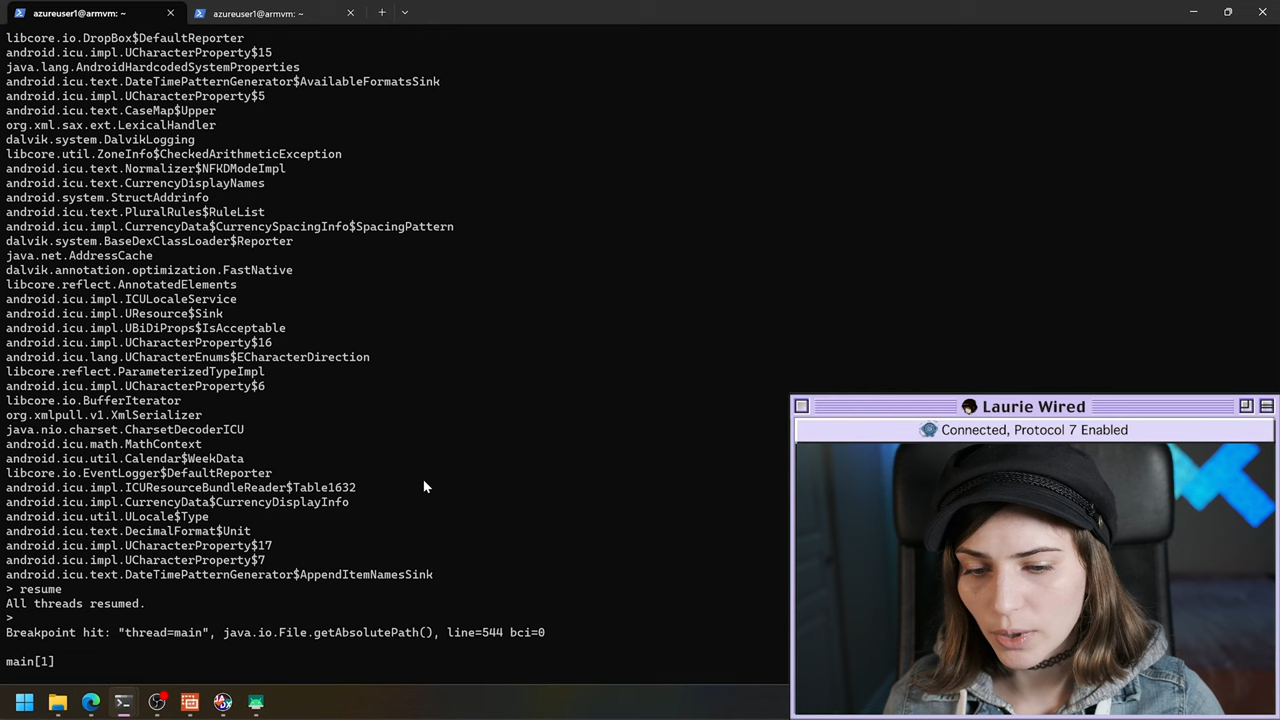 azureuser1@armvm: ~
azureuser1@armvm: ~
libcore.io.DropBox$DefaultReporter
android.icu.impl.UCharacterProperty$15
java.lang.AndroidHardcodedSystemProperties
android.icu.text.DateTimePatternGenerator$AvailableFormatsSink
android.icu.impl.UCharacterProperty$5
android.icu.text.CaseMap$Upper
org.xml.sax.ext.LexicalHandler
dalvik.system.DalvikLogging
libcore.util.ZoneInfo$CheckedArithmeticException
android.icu.text.Normalizer$NFKDModeImpl
android.icu.text.CurrencyDisplayNames
android.system.StructAddrinfo
android.icu.text.PluralRules$RuleList
android.icu.impl.CurrencyData$CurrencySpacingInfo$SpacingPattern
dalvik.system.BaseDexClassLoader$Reporter
java.net.AddressCache
dalvik.annotation.optimization.FastNative
libcore.reflect.AnnotatedElements
android.icu.impl.ICULocaleService
android.icu.impl.UResource$Sink
android.icu.impl.UBiDiProps$IsAcceptable
android.icu.impl.UCharacterProperty$16
android.icu.lang.UCharacterEnums$ECharacterDirection
libcore.reflect.ParameterizedTypeImpl
android.icu.impl.UCharacterProperty$6
libcore.io.BufferIterator
org.xmlpull.v1.XmlSerializer
java.nio.charset.CharsetDecoderICU
android.icu.math.MathContext
android.icu.util.Calendar$WeekData
libcore.io.EventLogger$DefaultReporter
android.icu.impl.ICUResourceBundleReader$Table1632
android.icu.impl.CurrencyData$CurrencyDisplayInfo
android.icu.util.ULocale$Type
android.icu.text.DecimalFormat$Unit
android.icu.impl.UCharacterProperty$17
android.icu.impl.UCharacterProperty$7
android.icu.text.DateTimePatternGenerator$AppendItemNamesSink
> resume
All threads resumed.
>
Breakpoint hit: "thread=main", java.io.File.getAbsolutePath(), line=544 bci=0
main[1]
Laurie Wired
Connected, Protocol 7 Enabled